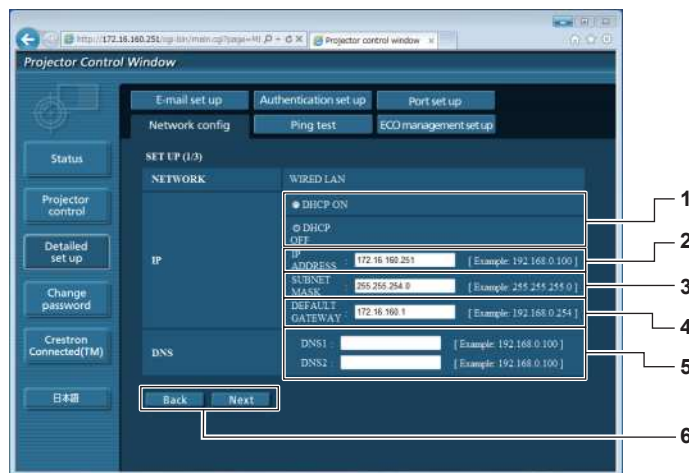 http://172.16.160.251/cgi-bin/main.cgi?page=
Projector control window
Projector Control Window
E-mail set up
Authentication set up
Port set up
Network config
Ping test
ECO management set up
Status
Projector
control
Detailed
set up
Change
password
Crestron
Connected(TM)
日本語
SET UP (1/3)
NETWORK
WIRED LAN
IP
DHCP ON
DHCP
OFF
IP
ADDRESS : 172.16.160.251 [ Example: 192.168.0.100 ]
SUBNET
MASK : 255.255.254.0 [ Example: 255.255.255.0 ]
DEFAULT
GATEWAY : 172.16.160.1 [ Example: 192.168.0.254 ]
DNS
DNS1 : [ Example: 192.168.0.100 ]
DNS2 : [ Example: 192.168.0.100 ]
Back
Next
1
2
3
4
5
6